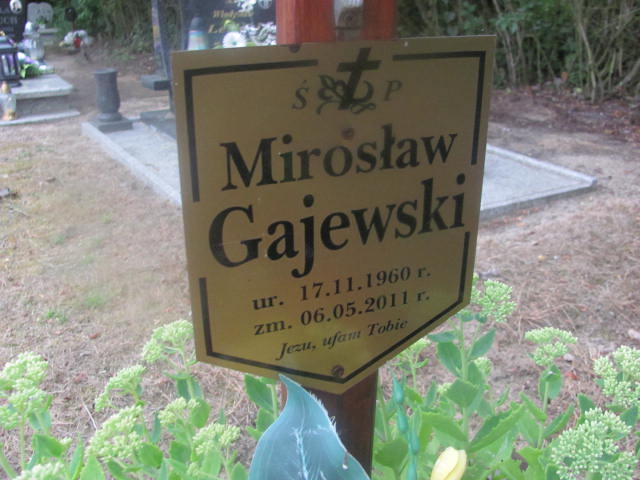 Ś P
Mirosław
Gajewski
ur. 17.11.1960 r.
zm. 06.05.2011 r.
Jezu, ufam Tobie